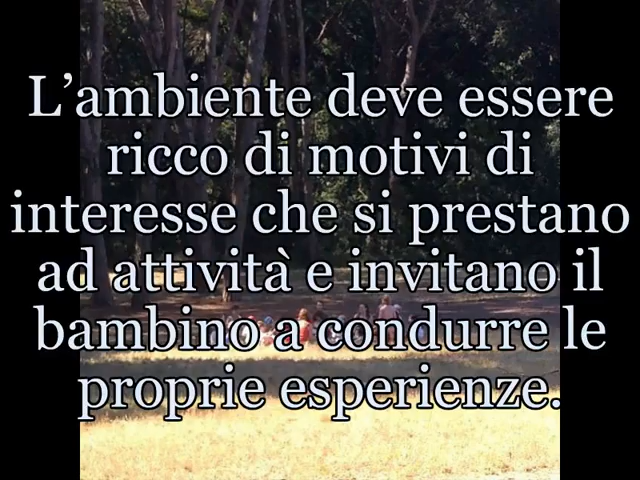 L’ambiente deve essere
ricco di motivi di
interesse che si prestano
ad attività e invitano il
bambino a condurre le
proprie esperienze.